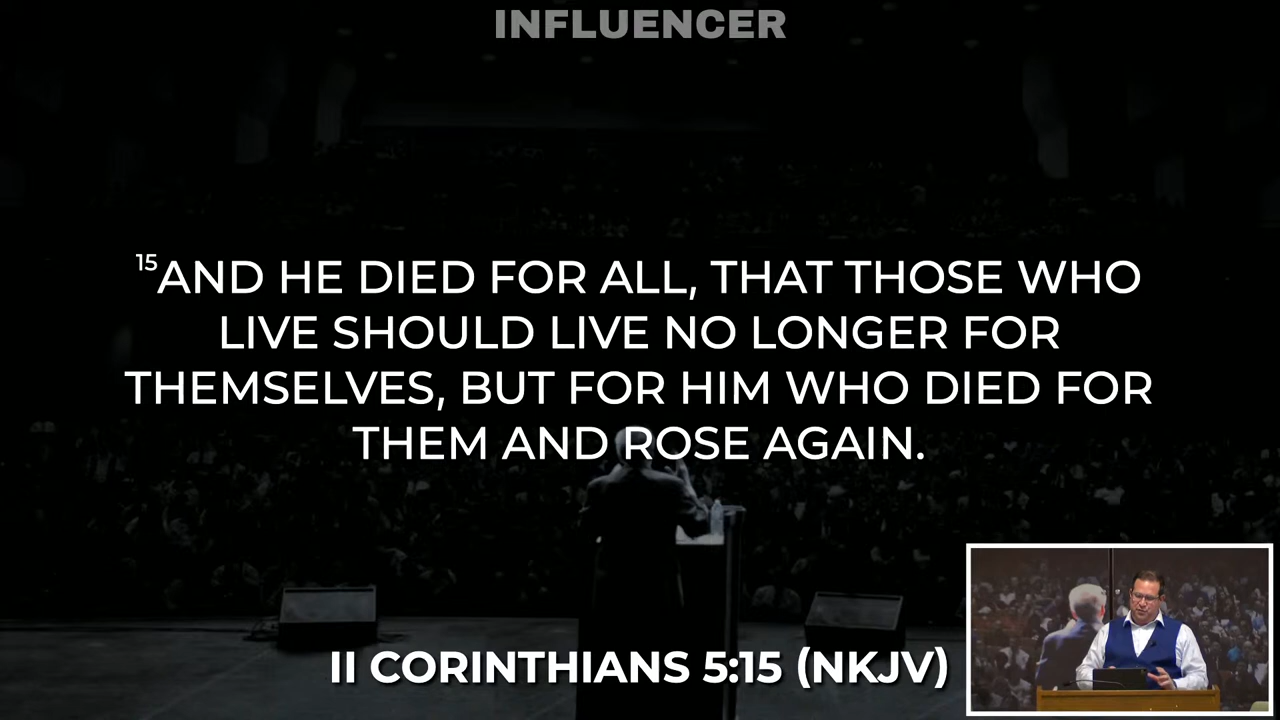 INFLUENCER
15AND HE DIED FOR ALL, THAT THOSE WHO
LIVE SHOULD LIVE NO LONGER FOR
THEMSELVES, BUT FOR HIM WHO DIED FOR
THEM AND ROSE AGAIN.
II CORINTHIANS 5:15 (NKJV)